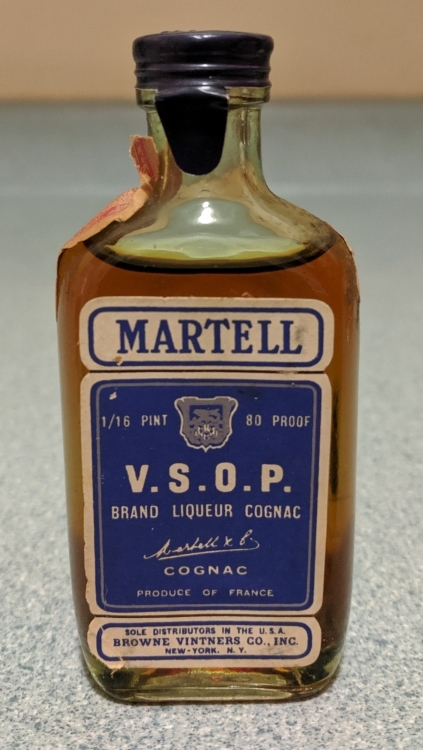 MARTELL
1/16 PINT 80 PROOF
V.S.O.P.
BRAND LIQUEUR COGNAC
Martell & Co
COGNAC
PRODUCE OF FRANCE
SOLE DISTRIBUTORS IN THE U.S.A.
BROWNE VINTNERS CO., INC.
NEW-YORK. N.Y.